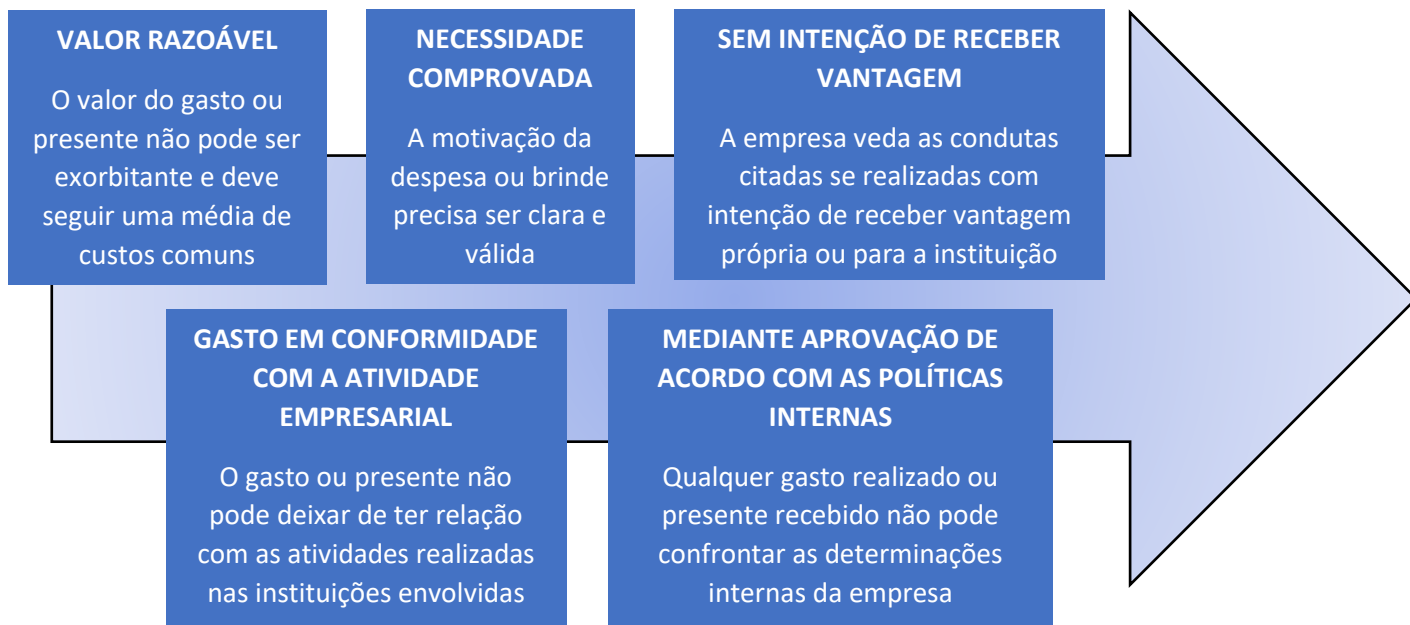 VALOR RAZOÁVEL
O valor do gasto ou
presente não pode ser
exorbitante e deve
seguir uma média de
custos comuns
NECESSIDADE
COMPROVADA
A motivação da
despesa ou brinde
precisa ser clara e
válida
SEM INTENÇÃO DE RECEBER
VANTAGEM
A empresa veda as condutas
citadas se realizadas com
intenção de receber vantagem
própria ou para a instituição
GASTO EM CONFORMIDADE
COM A ATIVIDADE
EMPRESARIAL
O gasto ou presente não
pode deixar de ter relação
com as atividades realizadas
nas instituições envolvidas
MEDIANTE APROVAÇÃO DE
ACORDO COM AS POLÍTICAS
INTERNAS
Qualquer gasto realizado ou
presente recebido não pode
confrontar as determinações
internas da empresa